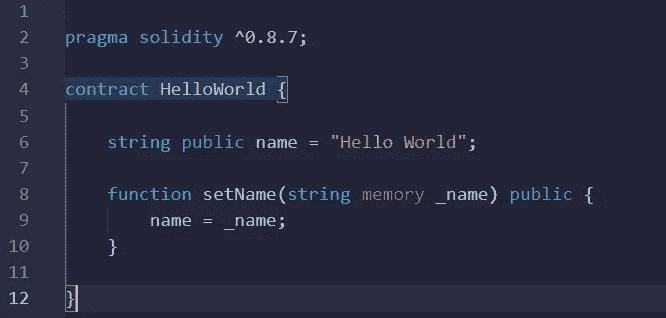 1
2 pragma solidity ^0.8.7;
3
4 contract HelloWorld {
5
6 string public name = "Hello World";
7
8 function setName(string memory _name) public {
9 name = _name;
10 }
11
12 }